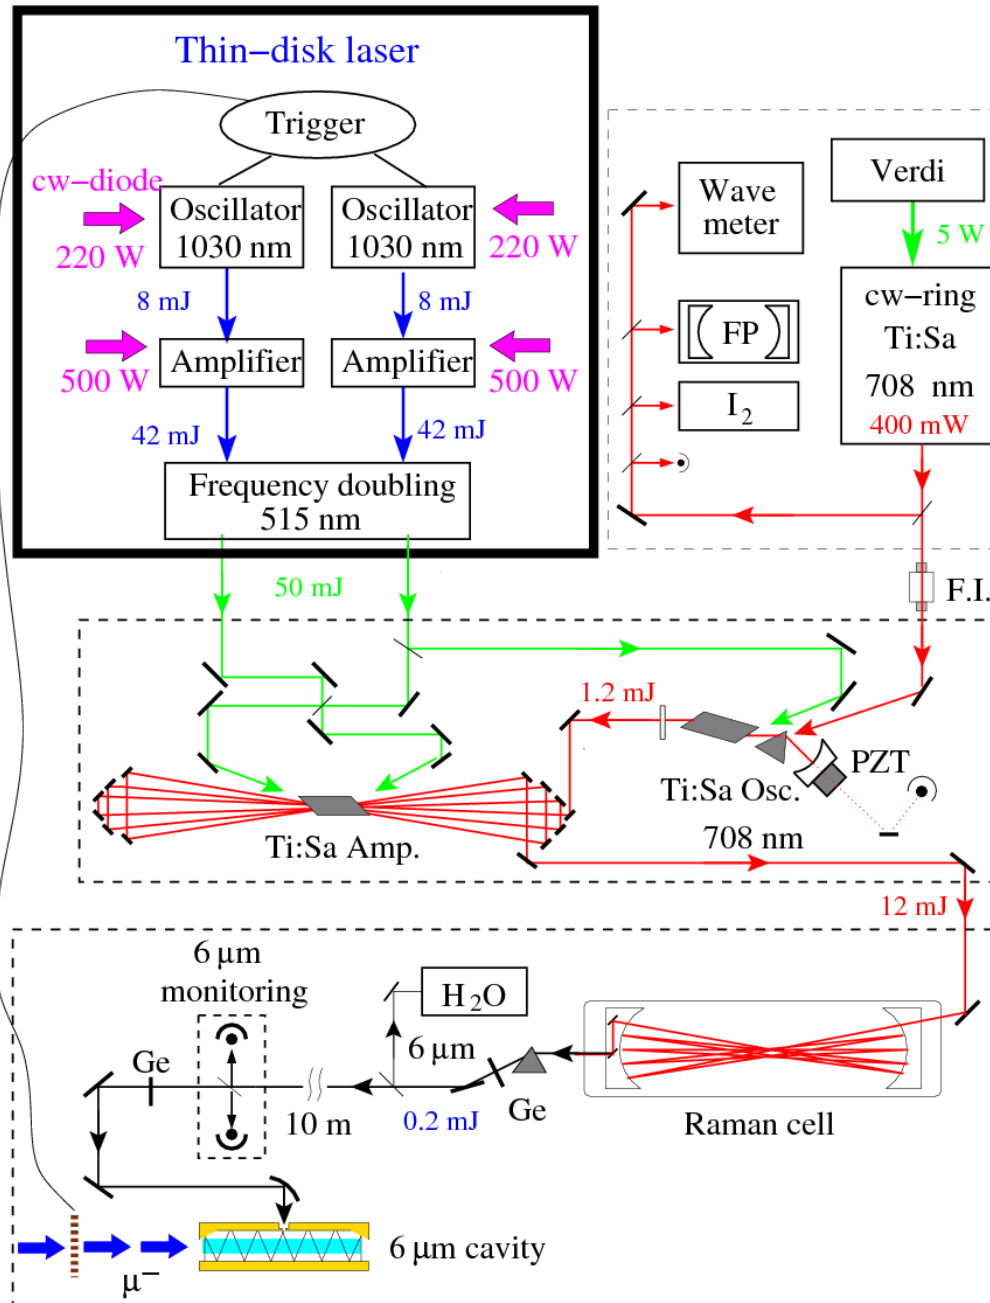 Thin−disk laser
Trigger
cw−diode
220 W
Oscillator
1030 nm
Oscillator
1030 nm
220 W
8 mJ
8 mJ
500 W
Amplifier
Amplifier
500 W
42 mJ
42 mJ
Frequency doubling
515 nm
50 mJ
Wave
meter
FP
I₂
Verdi
5 W
cw−ring
Ti:Sa
708 nm
400 mW
F.I.
1.2 mJ
PZT
Ti:Sa Osc.
Ti:Sa Amp.
708 nm
12 mJ
6 µm
monitoring
H₂O
6 µm
Ge
Ge
10 m
0.2 mJ
Raman cell
6 µm cavity
µ⁻